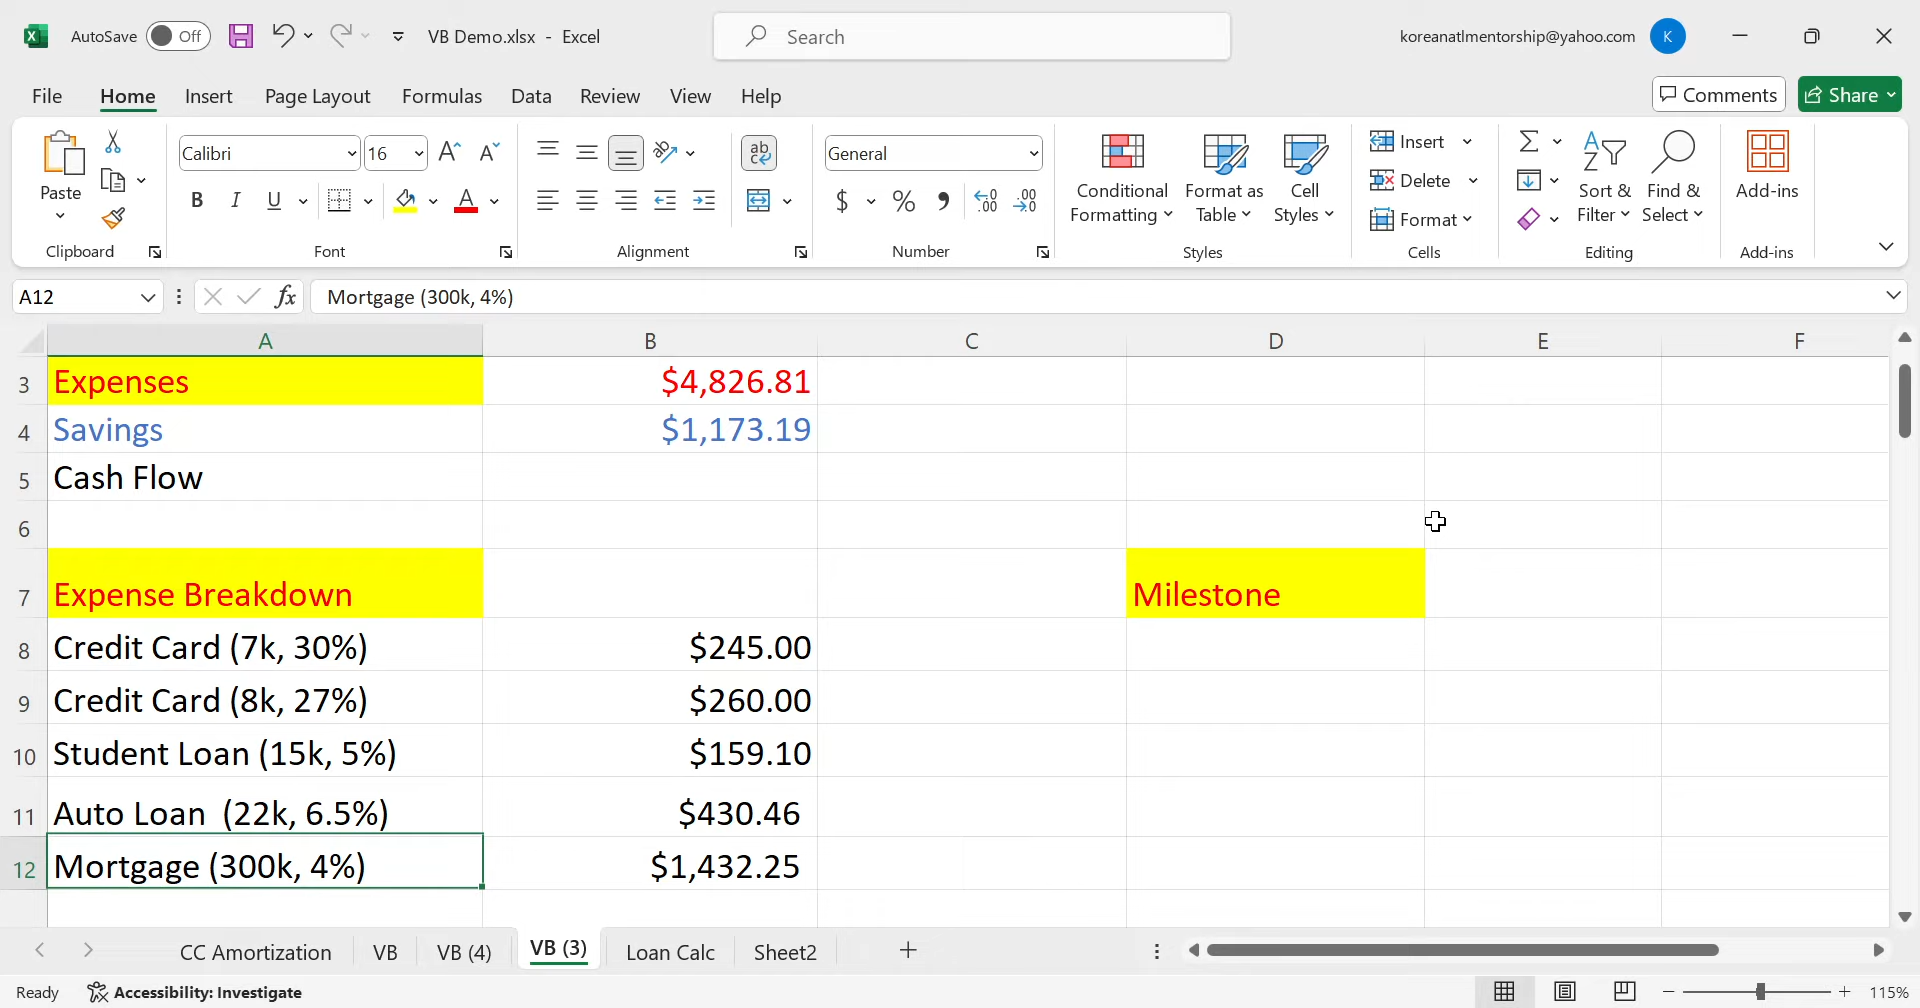 AutoSave Off VB Demo.xlsx - Excel Search koreanatlmentorship@yahoo.com K
File Home Insert Page Layout Formulas Data Review View Help Comments Share
Paste Calibri 16 General Conditional Formatting Format as Table Cell Styles Insert Delete Format Sort & Filter Find & Select Add-ins
Clipboard Font Alignment Number Styles Cells Editing Add-ins
A12 fx Mortgage (300k, 4%)
A B C D E F
3 Expenses $4,826.81
4 Savings $1,173.19
5 Cash Flow
6
7 Expense Breakdown Milestone
8 Credit Card (7k, 30%) $245.00
9 Credit Card (8k, 27%) $260.00
10 Student Loan (15k, 5%) $159.10
11 Auto Loan (22k, 6.5%) $430.46
12 Mortgage (300k, 4%) $1,432.25
CC Amortization VB VB (4) VB (3) Loan Calc Sheet2
Ready Accessibility: Investigate 115%